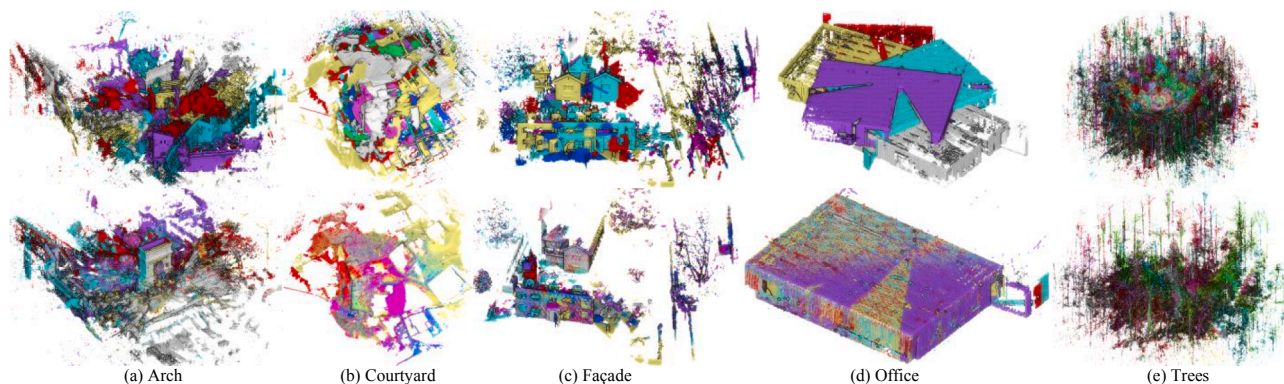 (a) Arch
(b) Courtyard
(c) Façade
(d) Office
(e) Trees